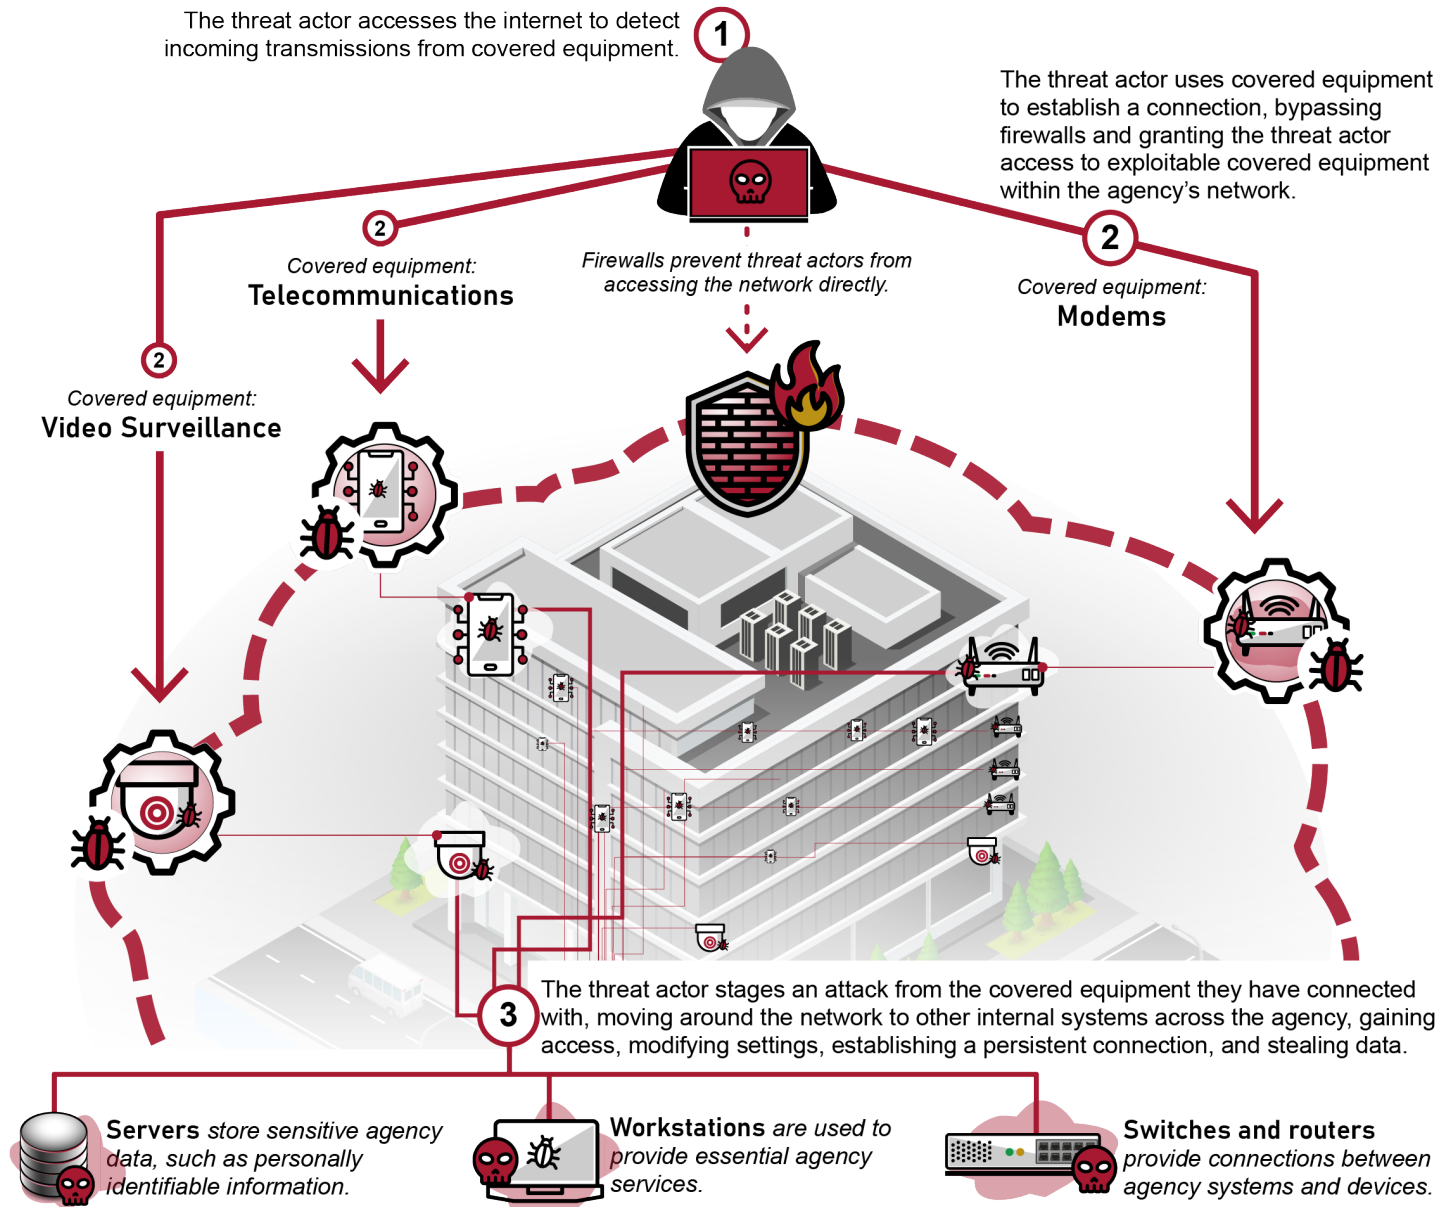 The threat actor accesses the internet to detect
incoming transmissions from covered equipment.
1
The threat actor uses covered equipment
to establish a connection, bypassing
firewalls and granting the threat actor
access to exploitable covered equipment
within the agency's network.
2
Covered equipment:
Telecommunications
Firewalls prevent threat actors from
accessing the network directly.
2
Covered equipment:
Modems
2
Covered equipment:
Video Surveillance
3
The threat actor stages an attack from the covered equipment they have connected
with, moving around the network to other internal systems across the agency, gaining
access, modifying settings, establishing a persistent connection, and stealing data.
Servers store sensitive agency
data, such as personally
identifiable information.
Workstations are used to
provide essential agency
services.
Switches and routers
provide connections between
agency systems and devices.